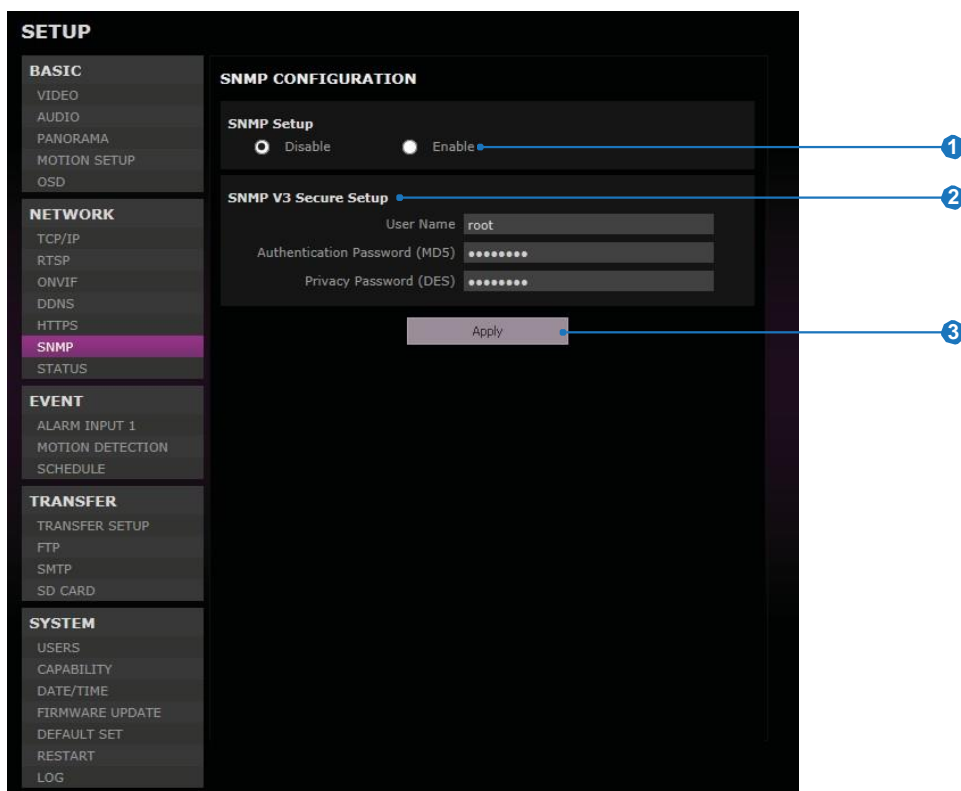 SETUP
BASIC
VIDEO
AUDIO
PANORAMA
MOTION SETUP
OSD
NETWORK
TCP/IP
RTSP
ONVIF
DDNS
HTTPS
SNMP
STATUS
EVENT
ALARM INPUT 1
MOTION DETECTION
SCHEDULE
TRANSFER
TRANSFER SETUP
FTP
SMTP
SD CARD
SYSTEM
USERS
CAPABILITY
DATE/TIME
FIRMWARE UPDATE
DEFAULT SET
RESTART
LOG
SNMP CONFIGURATION
SNMP Setup
Disable Enable 1
SNMP V3 Secure Setup 2
User Name root
Authentication Password (MD5) ●●●●●●●●
Privacy Password (DES) ●●●●●●●●
Apply 3